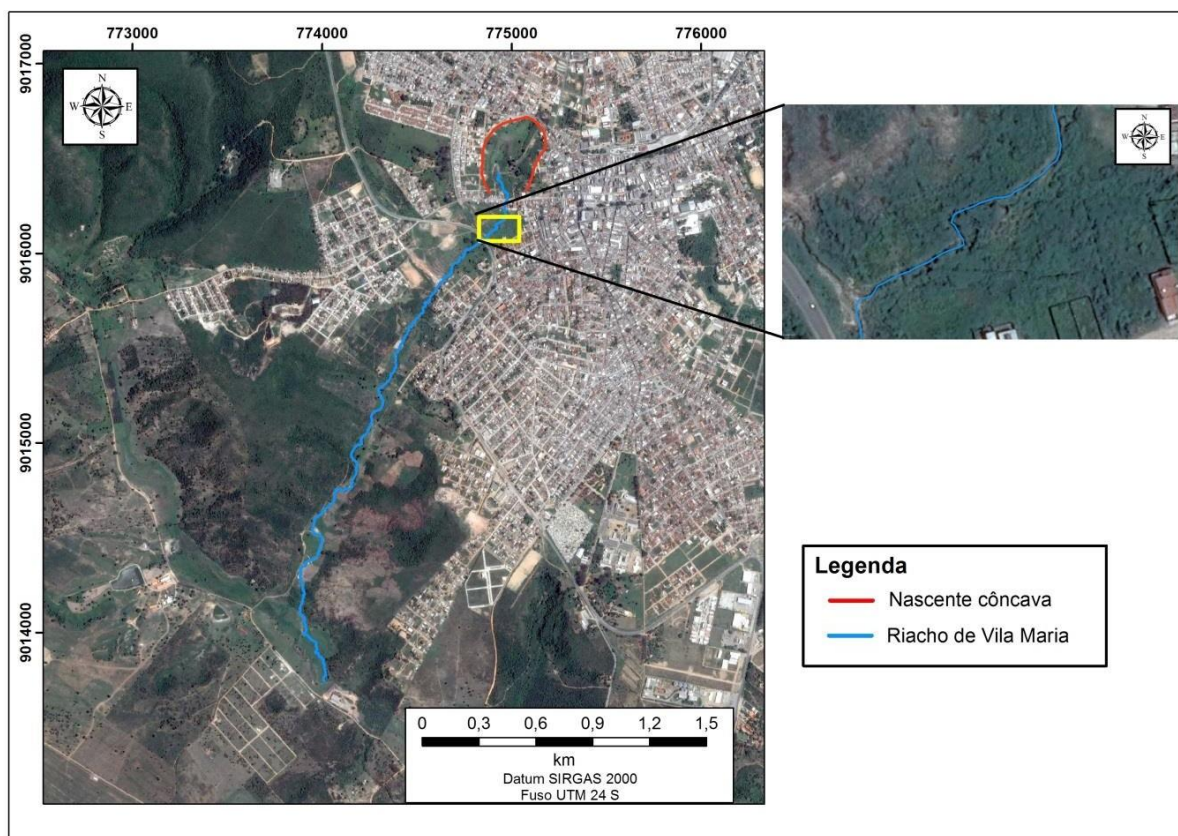 773000 774000 775000 776000
9017000
9016000
9015000
9014000
N
W E
S
N
W E
S
Legenda
Nascente côncava
Riacho de Vila Maria
0 0,3 0,6 0,9 1,2 1,5
km
Datum SIRGAS 2000
Fuso UTM 24 S